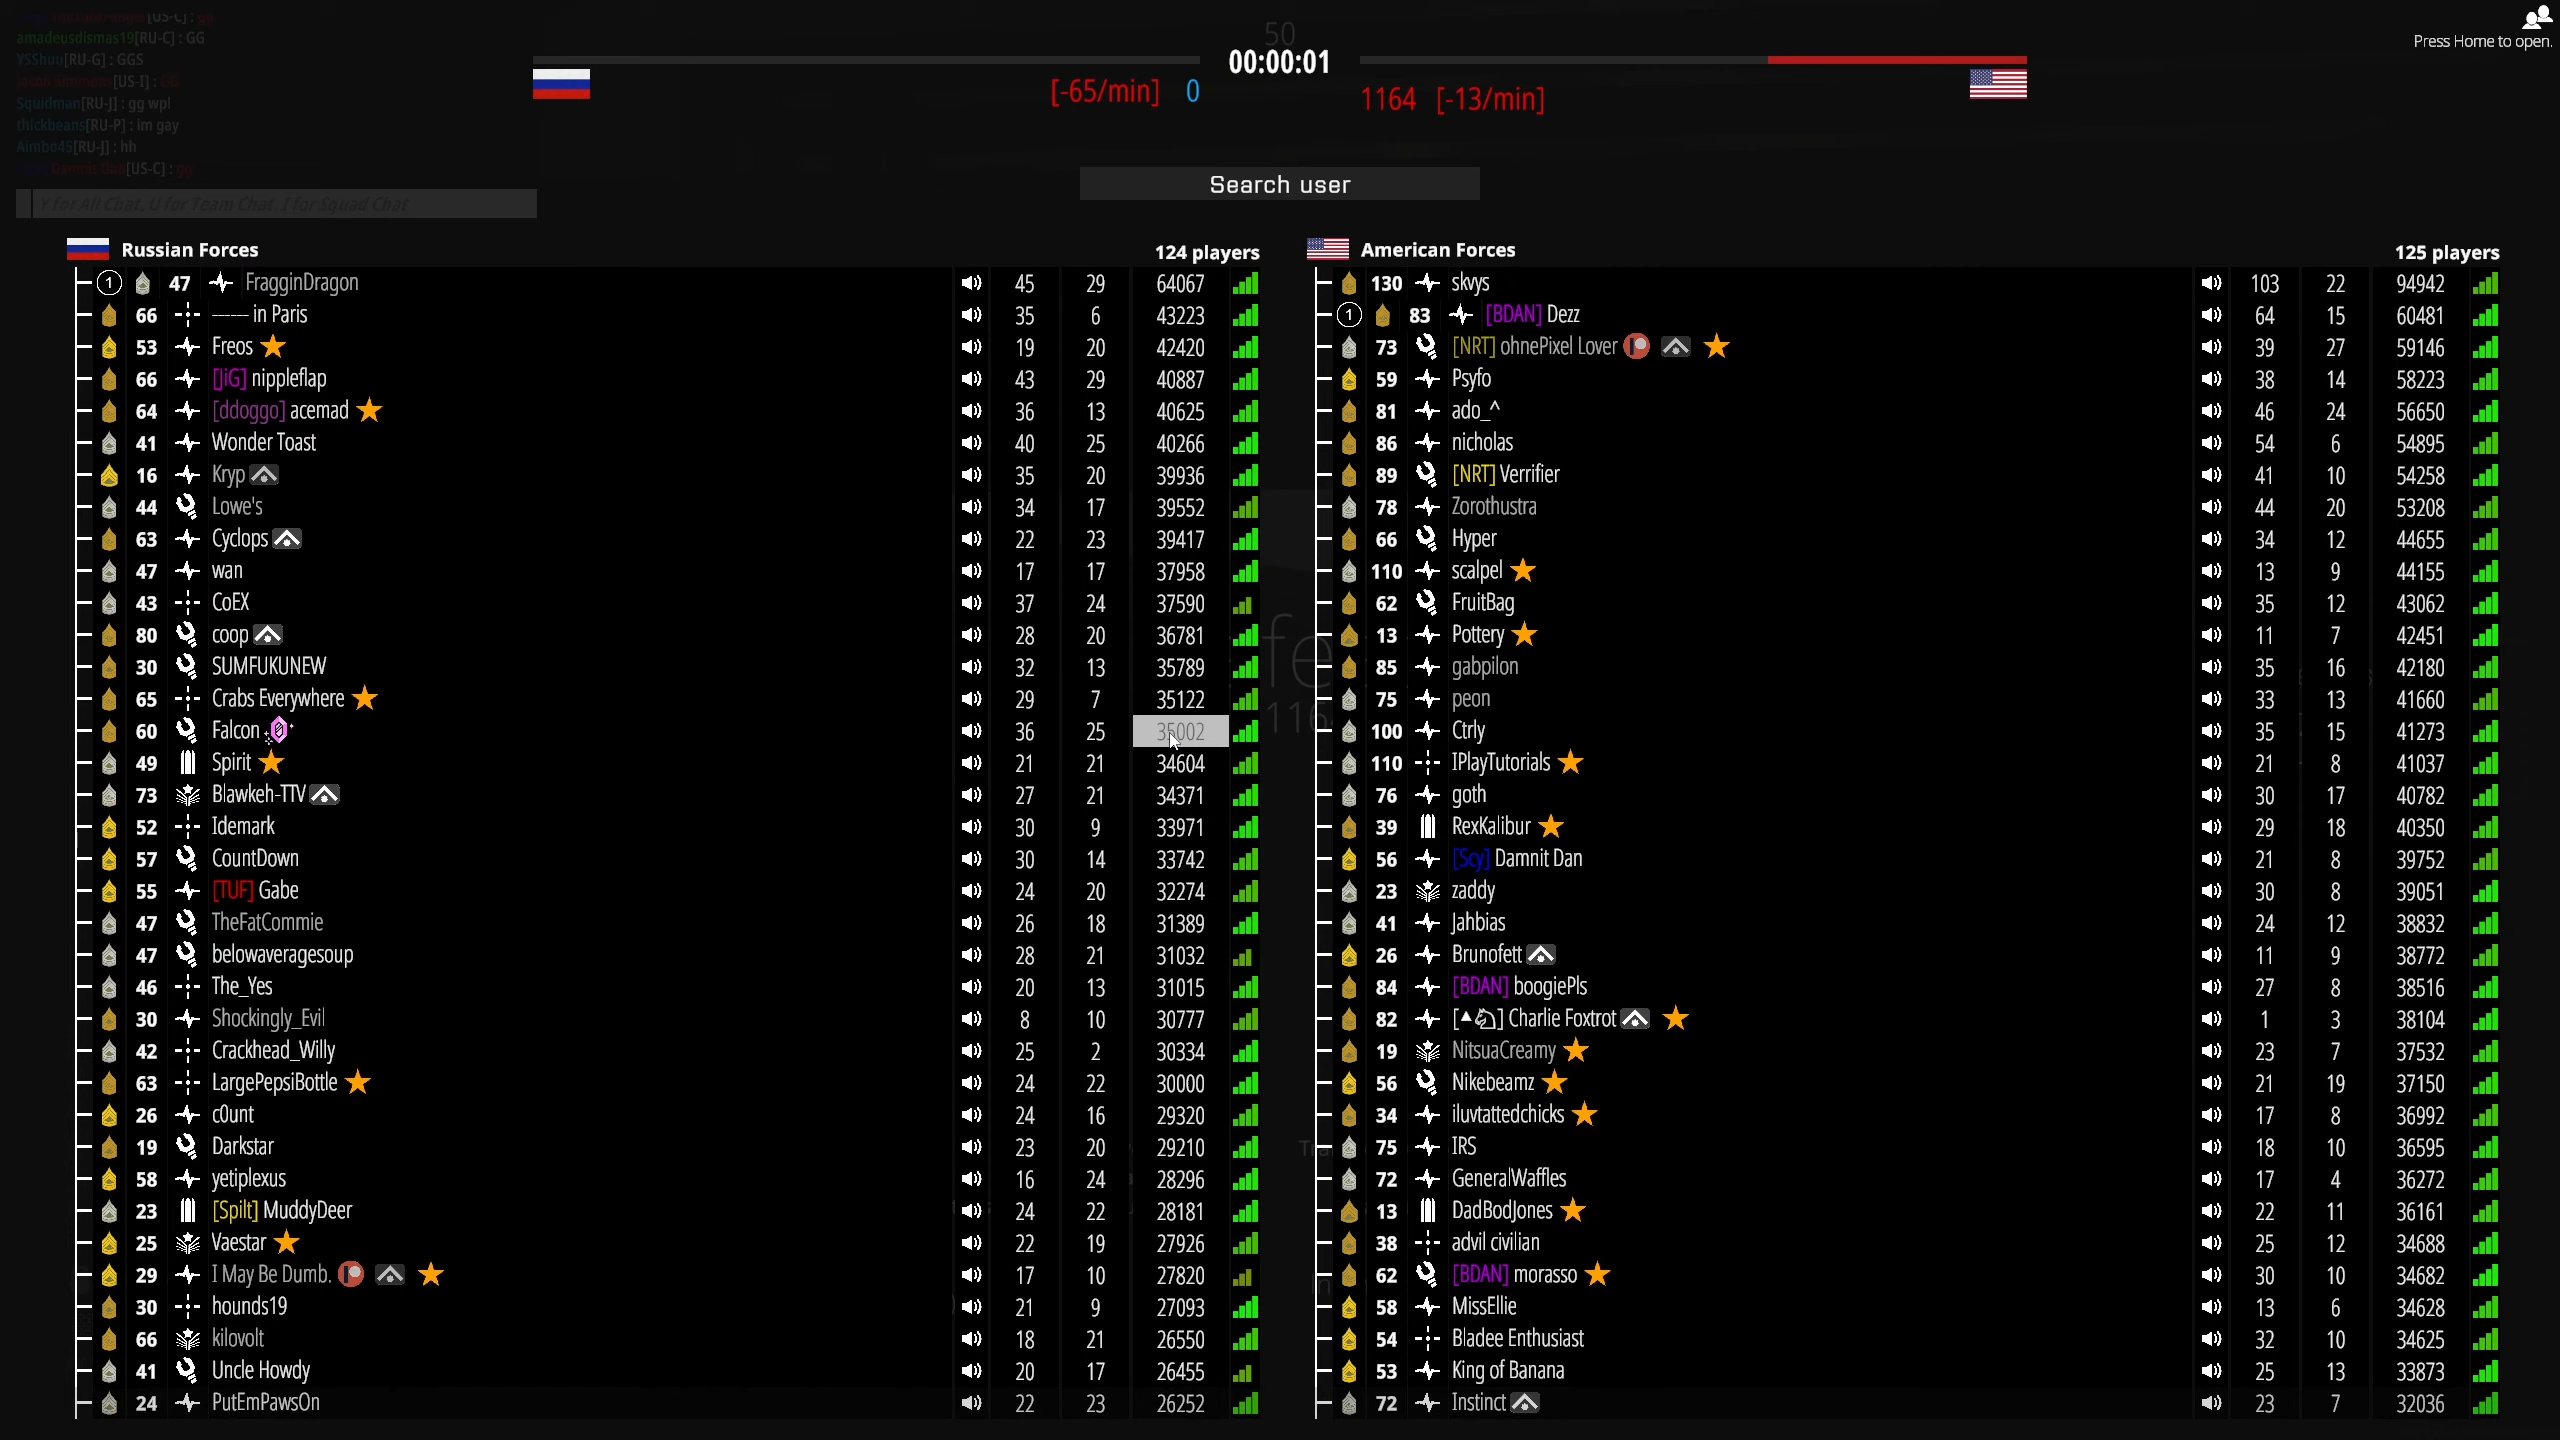 [US-C] : gg
amadeusdismas19[RU-C] : GG
YSShuu[RU-G] : GGS
Squidman[RU-J] : gg wp!
thickbeans[RU-P] : im gay
Aimbo45[RU-J] : hh
Damnit Dan[US-C] : gg
Y for All Chat, U for Team Chat, I for Squad Chat
50
00:00:01
[-65/min] 0
1164 [-13/min]
Press Home to open.
Search user
Russian Forces 124 players
1 47 FragginDragon 45 29 64067
66 ------ in Paris 35 6 43223
53 Freos 19 20 42420
66 [JiG] nippleflap 43 29 40887
64 [ddoggo] acemad 36 13 40625
41 Wonder Toast 40 25 40266
16 Kryp 35 20 39936
44 Lowe's 34 17 39552
63 Cyclops 22 23 39417
47 wan 17 17 37958
43 CoEX 37 24 37590
80 coop 28 20 36781
30 SUMFUKUNEW 32 13 35789
65 Crabs Everywhere 29 7 35122
60 Falcon 36 25 35002
49 Spirit 21 21 34604
73 Blawkeh-TTV 27 21 34371
52 Idemark 30 9 33971
57 CountDown 30 14 33742
55 [TUF] Gabe 24 20 32274
47 TheFatCommie 26 18 31389
47 belowaveragesoup 28 21 31032
46 The_Yes 20 13 31015
30 Shockingly_Evil 8 10 30777
42 Crackhead_Willy 25 2 30334
63 LargePepsiBottle 24 22 30000
26 c0unt 24 16 29320
19 Darkstar 23 20 29210
58 yetiplexus 16 24 28296
23 [Spilt] MuddyDeer 24 22 28181
25 Vaestar 22 19 27926
29 I May Be Dumb. 17 10 27820
30 hounds19 21 9 27093
66 kilovolt 18 21 26550
41 Uncle Howdy 20 17 26455
24 PutEmPawsOn 22 23 26252
American Forces 125 players
130 skvys 103 22 94942
1 83 [BDAN] Dezz 64 15 60481
73 [NRT] ohnePixel Lover 39 27 59146
59 Psyfo 38 14 58223
81 ado_^ 46 24 56650
86 nicholas 54 6 54895
89 [NRT] Verrifier 41 10 54258
78 Zorothustra 44 20 53208
66 Hyper 34 12 44655
110 scalpel 13 9 44155
62 FruitBag 35 12 43062
13 Pottery 11 7 42451
85 gabpilon 35 16 42180
75 peon 33 13 41660
100 Ctrly 35 15 41273
110 IPlayTutorials 21 8 41037
76 goth 30 17 40782
39 RexKalibur 29 18 40350
56 [Scy] Damnit Dan 21 8 39752
23 zaddy 30 8 39051
41 Jahbias 24 12 38832
26 Brunofett 11 9 38772
84 [BDAN] boogiePls 27 8 38516
82 [▲♘] Charlie Foxtrot 1 3 38104
19 NitsuaCreamy 23 7 37532
56 Nikebeamz 21 19 37150
34 iluvtattedchicks 17 8 36992
75 IRS 18 10 36595
72 GeneralWaffles 17 4 36272
13 DadBodJones 22 11 36161
38 advil civilian 25 12 34688
62 [BDAN] morasso 30 10 34682
58 MissEllie 13 6 34628
54 Bladee Enthusiast 32 10 34625
53 King of Banana 25 13 33873
72 Instinct 23 7 32036